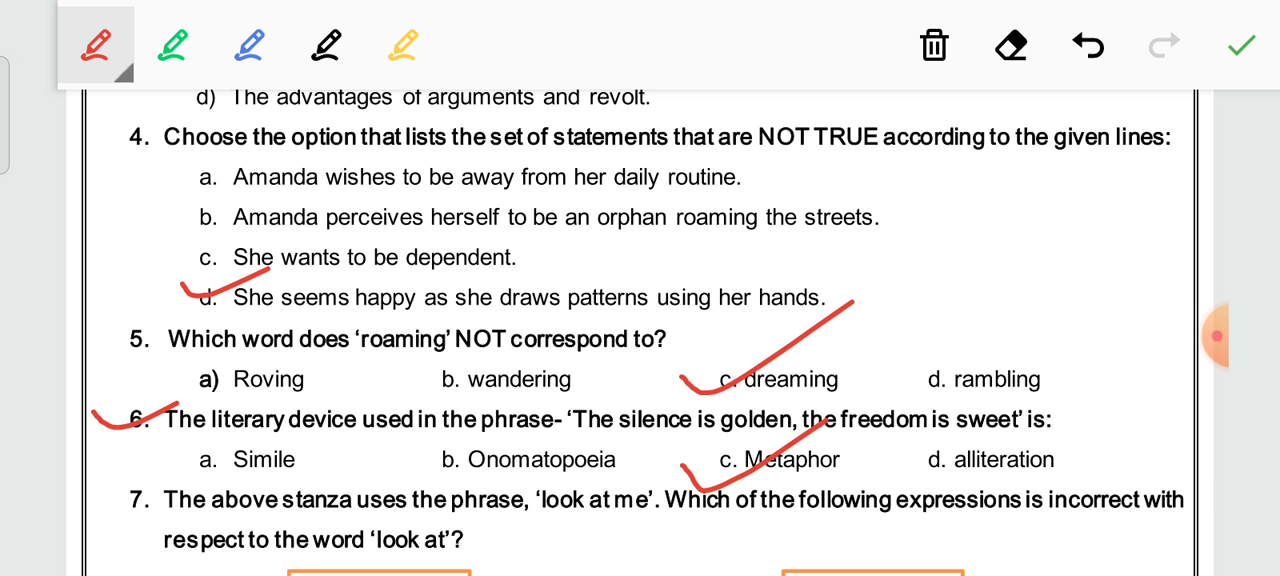 d) The advantages of arguments and revolt.
4. Choose the option that lists the set of statements that are NOT TRUE according to the given lines:
a. Amanda wishes to be away from her daily routine.
b. Amanda perceives herself to be an orphan roaming the streets.
c. She wants to be dependent.
d. She seems happy as she draws patterns using her hands.
5. Which word does ‘roaming’ NOT correspond to?
a) Roving b. wandering c. dreaming d. rambling
6. The literary device used in the phrase- ‘The silence is golden, the freedom is sweet’ is:
a. Simile b. Onomatopoeia c. Metaphor d. alliteration
7. The above stanza uses the phrase, ‘look at me’. Which of the following expressions is incorrect with
respect to the word ‘look at’?